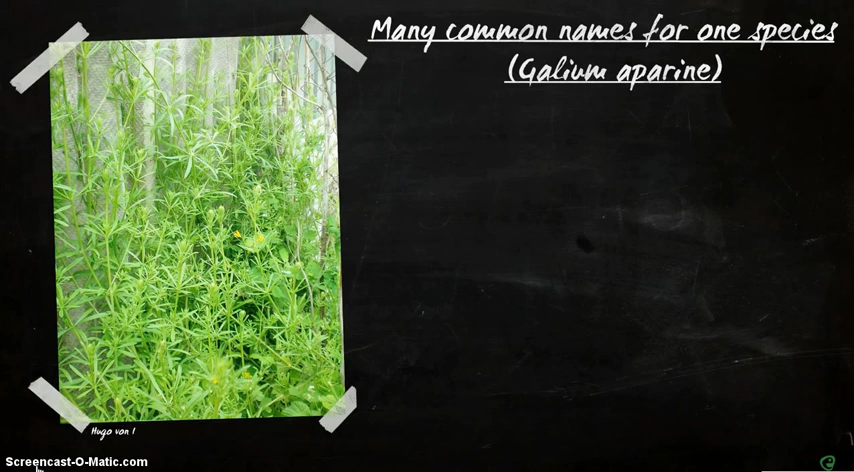 Many common names for one species
(Galium aparine)
Hugo von I
Screencast-O-Matic.com